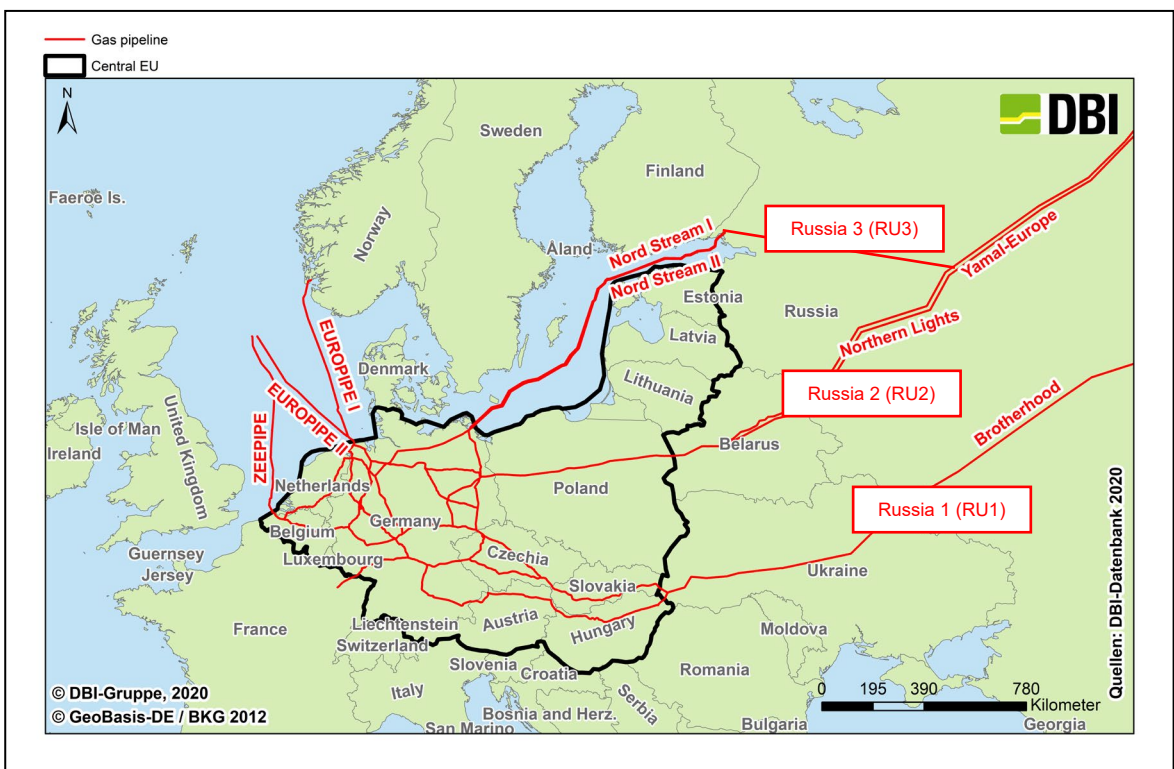 Gas pipeline
Central EU
N
DBI
Sweden
Finland
Faeroe Is.
Norway
Russia 3 (RU3)
Åland
Nord Stream I
Nord Stream II
Yamal-Europe
Estonia
Russia
Latvia
Northern Lights
EUROPIPE I
Denmark
Lithuania
EUROPIPE II
Russia 2 (RU2)
Isle of Man
Ireland
United Kingdom
ZEEPIPE
Belarus
Brotherhood
Netherlands
Poland
Russia 1 (RU1)
Belgium
Germany
Guernsey
Jersey
Luxembourg
Czechia
Slovakia
Ukraine
France
Liechtenstein
Austria
Hungary
Switzerland
Moldova
Slovenia
Croatia
Romania
Italy
Serbia
Bosnia and Herz.
San Marino
Bulgaria
Georgia
0 195 390 780
Kilometer
© DBI-Gruppe, 2020
© GeoBasis-DE / BKG 2012
Quellen: DBI-Datenbank 2020